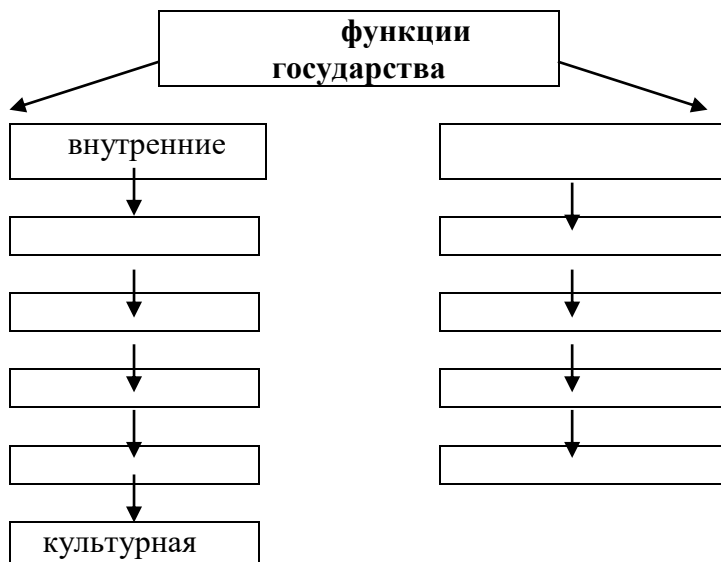 функции
государства
внутренние
культурная